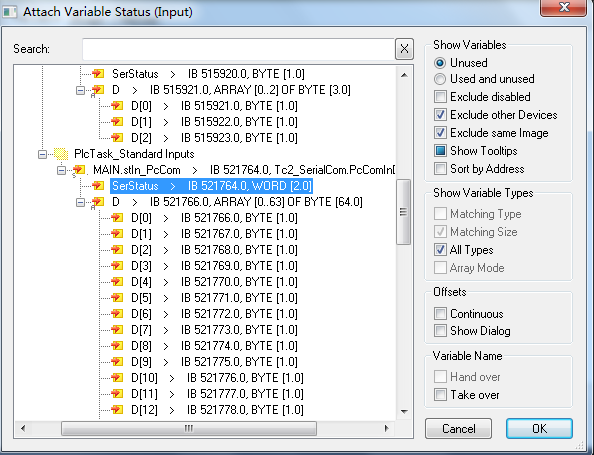 Attach Variable Status (Input)
Search:
SerStatus > IB 515920.0, BYTE [1.0]
D > IB 515921.0, ARRAY [0..2] OF BYTE [3.0]
D[0] > IB 515921.0, BYTE [1.0]
D[1] > IB 515922.0, BYTE [1.0]
D[2] > IB 515923.0, BYTE [1.0]
PlcTask_Standard Inputs
MAIN.stIn_PcCom > IB 521764.0, Tc2_SerialCom.PcComInD
SerStatus > IB 521764.0, WORD [2.0]
D > IB 521766.0, ARRAY [0..63] OF BYTE [64.0]
D[0] > IB 521766.0, BYTE [1.0]
D[1] > IB 521767.0, BYTE [1.0]
D[2] > IB 521768.0, BYTE [1.0]
D[3] > IB 521769.0, BYTE [1.0]
D[4] > IB 521770.0, BYTE [1.0]
D[5] > IB 521771.0, BYTE [1.0]
D[6] > IB 521772.0, BYTE [1.0]
D[7] > IB 521773.0, BYTE [1.0]
D[8] > IB 521774.0, BYTE [1.0]
D[9] > IB 521775.0, BYTE [1.0]
D[10] > IB 521776.0, BYTE [1.0]
D[11] > IB 521777.0, BYTE [1.0]
D[12] > IB 521778.0, BYTE [1.0]
Show Variables
Unused
Used and unused
Exclude disabled
Exclude other Devices
Exclude same Image
Show Tooltips
Sort by Address
Show Variable Types
Matching Type
Matching Size
All Types
Array Mode
Offsets
Continuous
Show Dialog
Variable Name
Hand over
Take over
Cancel
OK